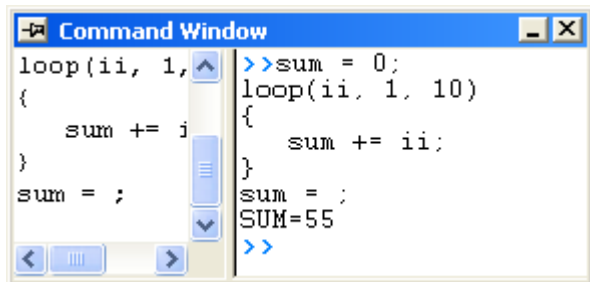 Command Window
loop(ii, 1,
{
sum += i
}
sum = ;
>>sum = 0;
loop(ii, 1, 10)
{
sum += ii;
}
sum = ;
SUM=55
>>